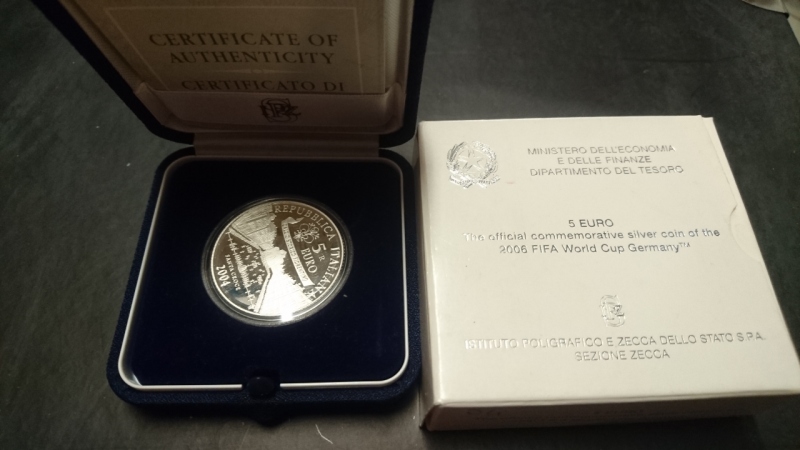 CERTIFICATE OF
AUTHENTICITY
CERTIFICATO DI
REPUBBLICA ITALIANA
5
EURO
2004
MINISTERO DELL'ECONOMIA
E DELLE FINANZE
DIPARTIMENTO DEL TESORO
5 EURO
The official commemorative silver coin of the
2006 FIFA World Cup Germany™
ISTITUTO POLIGRAFICO E ZECCA DELLO STATO S.P.A.
SEZIONE ZECCA